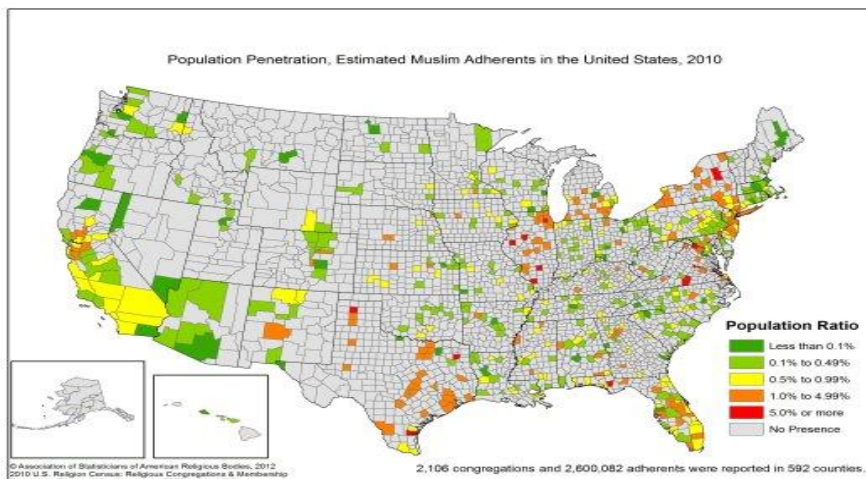 Population Penetration, Estimated Muslim Adherents in the United States, 2010
Population Ratio
Less than 0.1%
0.1% to 0.49%
0.5% to 0.99%
1.0% to 4.99%
5.0% or more
No Presence
© Association of Statisticians of American Religious Bodies, 2012
2010 U.S. Religion Census: Religious Congregations & Membership
2,106 congregations and 2,600,082 adherents were reported in 592 counties.